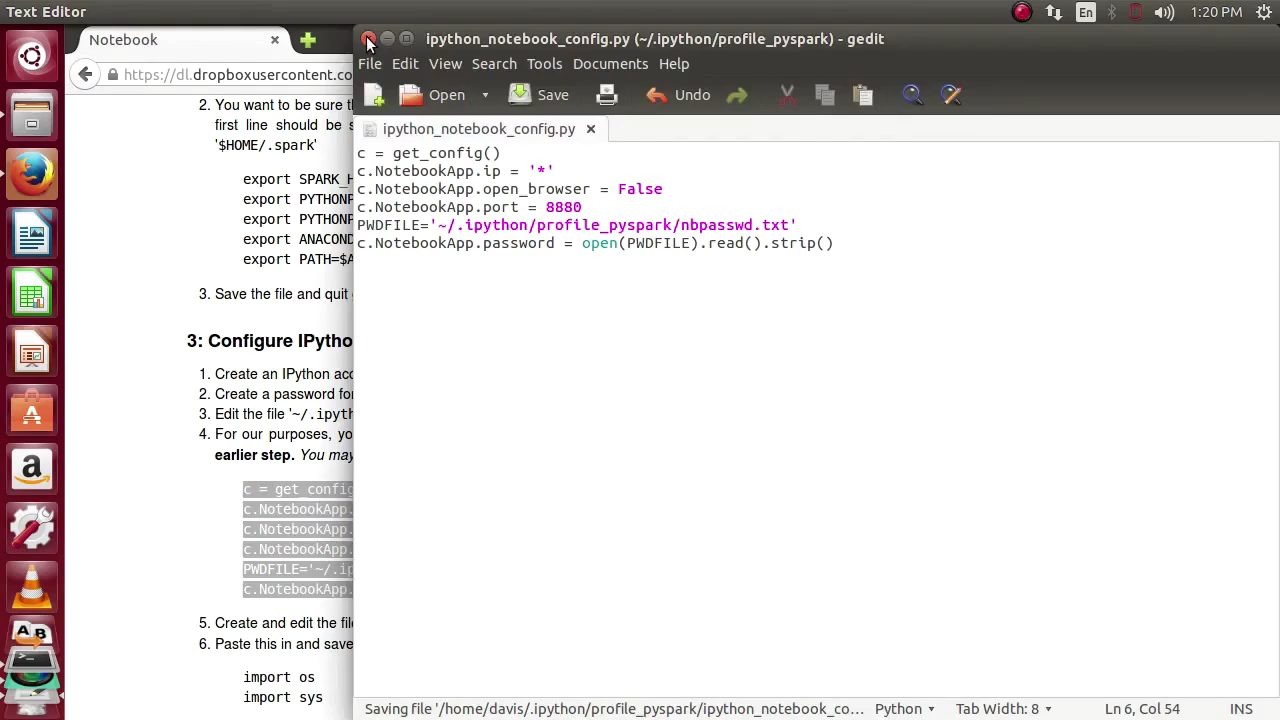 Text Editor
En
1:20 PM
Notebook
https://dl.dropboxusercontent.co
2. You want to be sure th
first line should be s
'$HOME/.spark'
export SPARK_H
export PYTHONP
export PYTHONP
export ANACOND
export PATH=$A
3. Save the file and quit
3: Configure IPytho
1. Create an IPython acc
2. Create a password for
3. Edit the file '~/.ipyth
4. For our purposes, yo
earlier step. You may
c = get_config
c.NotebookApp.
c.NotebookApp.
c.NotebookApp.
PWDFILE='~/.ip
c.NotebookApp.
5. Create and edit the file
6. Paste this in and save
import os
import sys
ipython_notebook_config.py (~/.ipython/profile_pyspark) - gedit
File Edit View Search Tools Documents Help
Open Save Undo
ipython_notebook_config.py
c = get_config()
c.NotebookApp.ip = '*'
c.NotebookApp.open_browser = False
c.NotebookApp.port = 8880
PWDFILE='~/.ipython/profile_pyspark/nbpasswd.txt'
c.NotebookApp.password = open(PWDFILE).read().strip()
Saving file '/home/davis/.ipython/profile_pyspark/ipython_notebook_co... Python Tab Width: 8 Ln 6, Col 54 INS